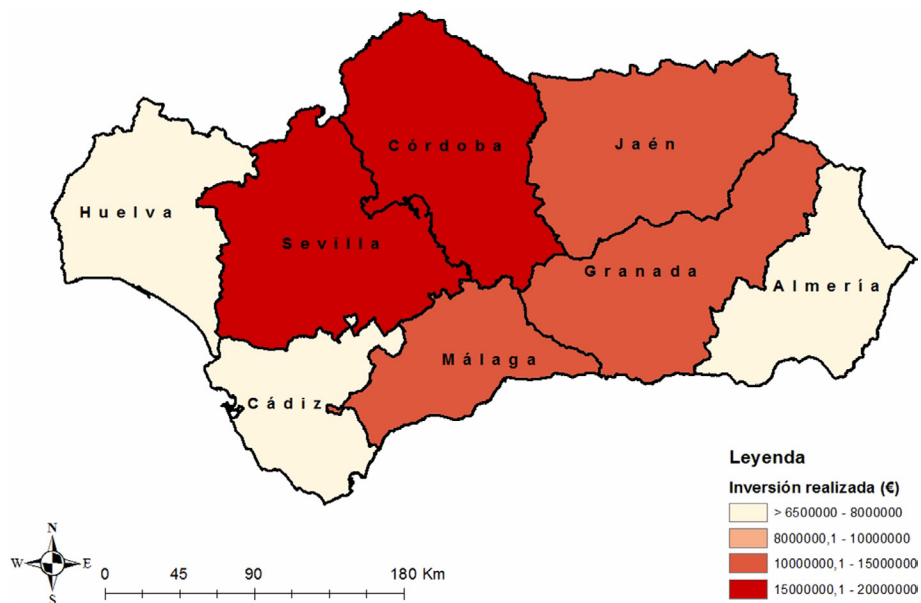 Córdoba
Jaén
Huelva
Sevilla
Granada
Almería
Málaga
Cádiz
Leyenda
Inversión realizada (€)
> 6500000 - 8000000
8000000,1 - 10000000
10000000,1 - 15000000
15000000,1 - 20000000
N
W E
S
0 45 90 180 Km